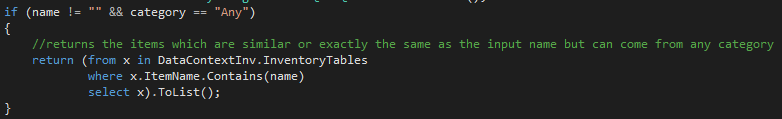 if (name != "" && category == "Any")
{
//returns the items which are similar or exactly the same as the input name but can come from any category
return (from x in DataContextInv.InventoryTables
where x.ItemName.Contains(name)
select x).ToList();
}